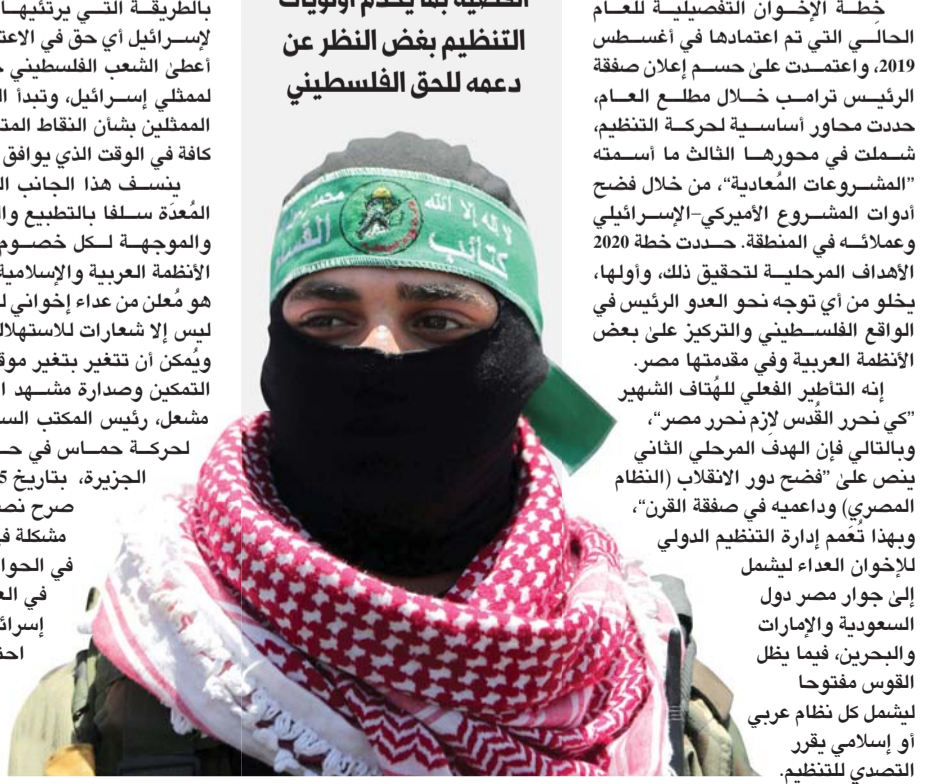 خطة الإخوان التفصيلية للعام
الحالي التي تم اعتمادها في أغسطس
2019، واعتمدت على حسم إعلان صفقة
الرئيس ترامب خلال مطلع العام،
حددت محاور أساسية لحركة التنظيم،
شملت في محورها الثالث ما أسمته
”المشروعات المُعادية“، من خلال فضح
أدوات المشروع الأميركي–الإسرائيلي
وعملائه في المنطقة. حددت خطة 2020
الأهداف المرحلية لتحقيق ذلك، وأولها،
يخلو من أي توجه نحو العدو الرئيس في
الواقع الفلسطيني والتركيز على بعض
الأنظمة العربية وفي مقدمتها مصر.
إنه التأطير الفعلي للهُتاف الشهير
”كي نحرر القُدس لازم نحرر مصر“،
وبالتالي فإن الهدف المرحلي الثاني
ينص على ”فضح دور الانقلاب (النظام
المصري) وداعميه في صفقة القرن“،
وبهذا تُعَمم إدارة التنظيم الدولي
للإخوان العداء ليشمل
إلى جوار مصر دول
السعودية والإمارات
والبحرين، فيما يظل
القوس مفتوحا
ليشمل كل نظام عربي
أو إسلامي يقرر
التصدي للتنظيم.
التنظيم بغض النظر عن
دعمه للحق الفلسطيني
لا إله إلا الله
محمد
كتائب
بالطريقة التي يرتئيها
لإسرائيل أي حق في
أعطى الشعب الفلسطيني
لممثلي إسرائيل، وتبدأ
الممثلين بشأن النقاط
كافة في الوقت الذي يوافق
ينسف هذا الجانب
المُعدّة سلفا بالتطبيع
والموجهة لكل خصوم
الأنظمة العربية والإسلامية
هو مُعلن من عداء إخواني
ليس إلا شعارات للاستهلاك
ويُمكن أن تتغير بتغير
التمكين وصدارة مشهد
مشعل، رئيس المكتب
لحركة حماس في
الجزيرة، بتاريخ
صرح
مشكلة
في
في